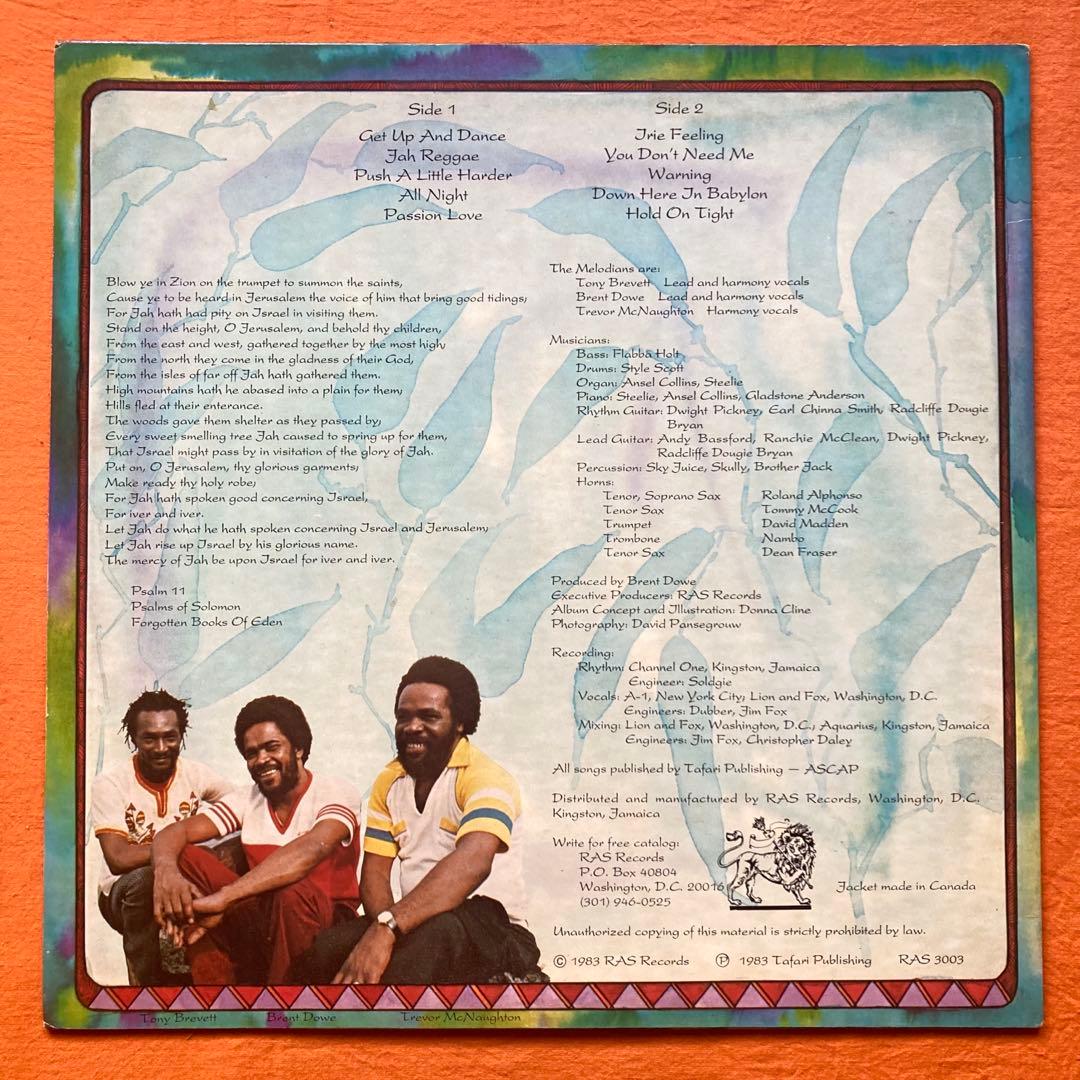 Side 1
Get Up And Dance
Jah Reggae
Push A Little Harder
All Night
Passion Love
Side 2
Irie Feeling
You Don't Need Me
Warning
Down Here In Babylon
Hold On Tight
Blow ye in Zion on the trumpet to summon the saints,
Cause ye to be heard in Jerusalem the voice of him that bring good tidings;
For Jah hath had pity on Israel in visiting them.
Stand on the height, O Jerusalem, and behold thy children,
From the east and west, gathered together by the most high;
From the north they come in the gladness of their God,
From the isles of far off Jah hath gathered them.
High mountains hath he abased into a plain for them;
Hills fled at their enterance.
The woods gave them shelter as they passed by;
Every sweet smelling tree Jah caused to spring up for them,
That Israel might pass by in visitation of the glory of Jah.
Put on, O Jerusalem, thy glorious garments;
Make ready thy holy robe;
For Jah hath spoken good concerning Israel,
For iver and iver.
Let Jah do what he hath spoken concerning Israel and Jerusalem;
Let Jah rise up Israel by his glorious name.
The mercy of Jah be upon Israel for iver and iver.
Psalm 11
Psalms of Solomon
Forgotten Books Of Eden
The Melodians are:
Tony Brevett Lead and harmony vocals
Brent Dowe Lead and harmony vocals
Trevor McNaughton Harmony vocals
Musicians:
Bass: Flabba Holt
Drums: Style Scott
Organ: Ansel Collins, Steelie
Piano: Steelie, Ansel Collins, Gladstone Anderson
Rhythm Guitar: Dwight Pickney, Earl Chinna Smith, Radcliffe Dougie
Bryan
Lead Guitar: Andy Bassford, Ranchie McClean, Dwight Pickney,
Radcliffe Dougie Bryan
Percussion: Sky Juice, Skully, Brother Jack
Horns:
Tenor, Soprano Sax Roland Alphonso
Tenor Sax Tommy McCook
Trumpet David Madden
Trombone Nambo
Tenor Sax Dean Fraser
Produced by Brent Dowe
Executive Producers: RAS Records
Album Concept and Illustration: Donna Cline
Photography: David Pansegrouw
Recording:
Rhythm: Channel One, Kingston, Jamaica
Engineer: Soldgie
Vocals: A-1, New York City; Lion and Fox, Washington, D.C.
Engineers: Dubber, Jim Fox
Mixing: Lion and Fox, Washington, D.C.; Aquarius, Kingston, Jamaica
Engineers: Jim Fox, Christopher Daley
All songs published by Tafari Publishing — ASCAP
Distributed and manufactured by RAS Records, Washington, D.C.
Kingston, Jamaica
Write for free catalog:
RAS Records
P.O. Box 40804
Washington, D.C. 20016
(301) 946-0525
Jacket made in Canada
Unauthorized copying of this material is strictly prohibited by law.
© 1983 RAS Records ℗ 1983 Tafari Publishing RAS 3003
Tony Brevett Brent Dowe Trevor McNaughton